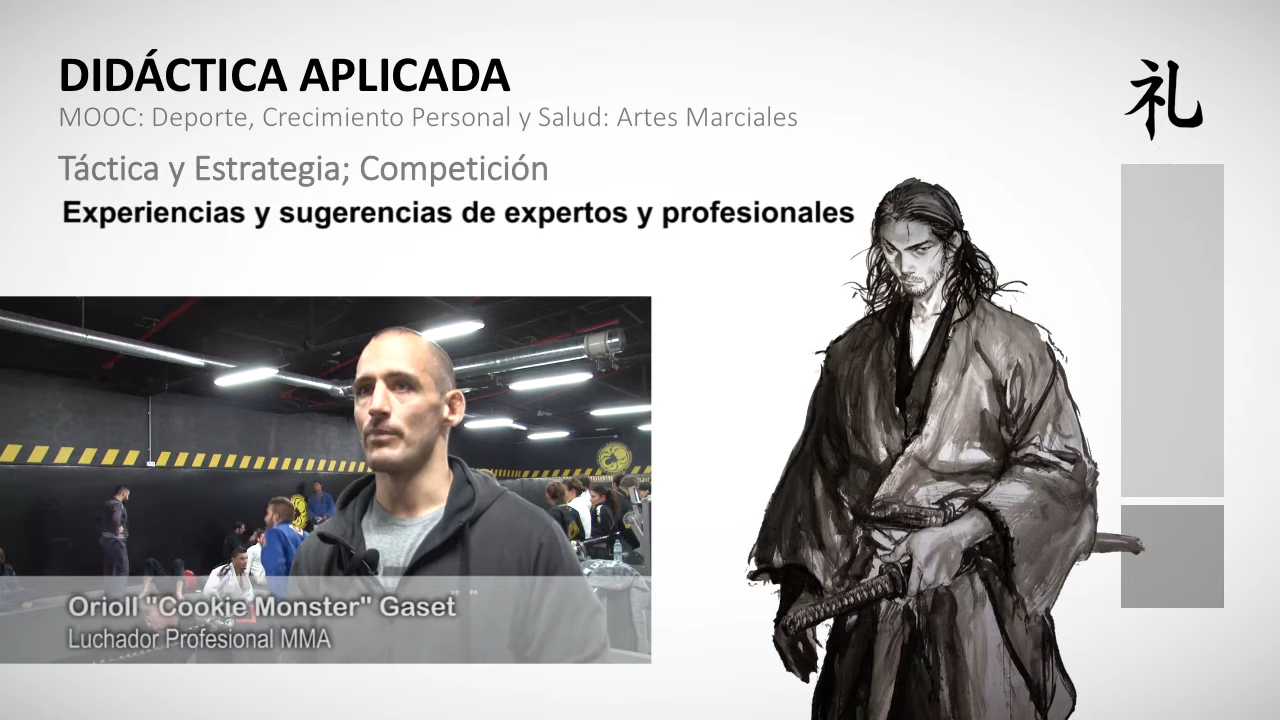 DIDÁCTICA APLICADA
MOOC: Deporte, Crecimiento Personal y Salud: Artes Marciales
Táctica y Estrategia; Competición
Experiencias y sugerencias de expertos y profesionales
礼
Orioll "Cookie Monster" Gaset
Luchador Profesional MMA